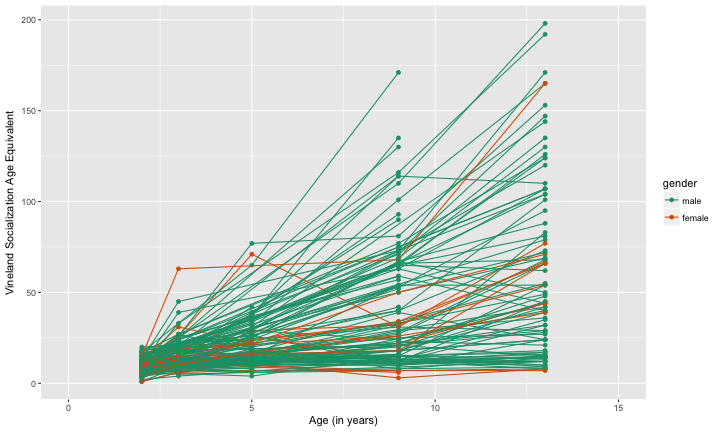 200
150
100
50
0
Vineland Socialization Age Equivalent
0 5 10 15
Age (in years)
gender
male
female